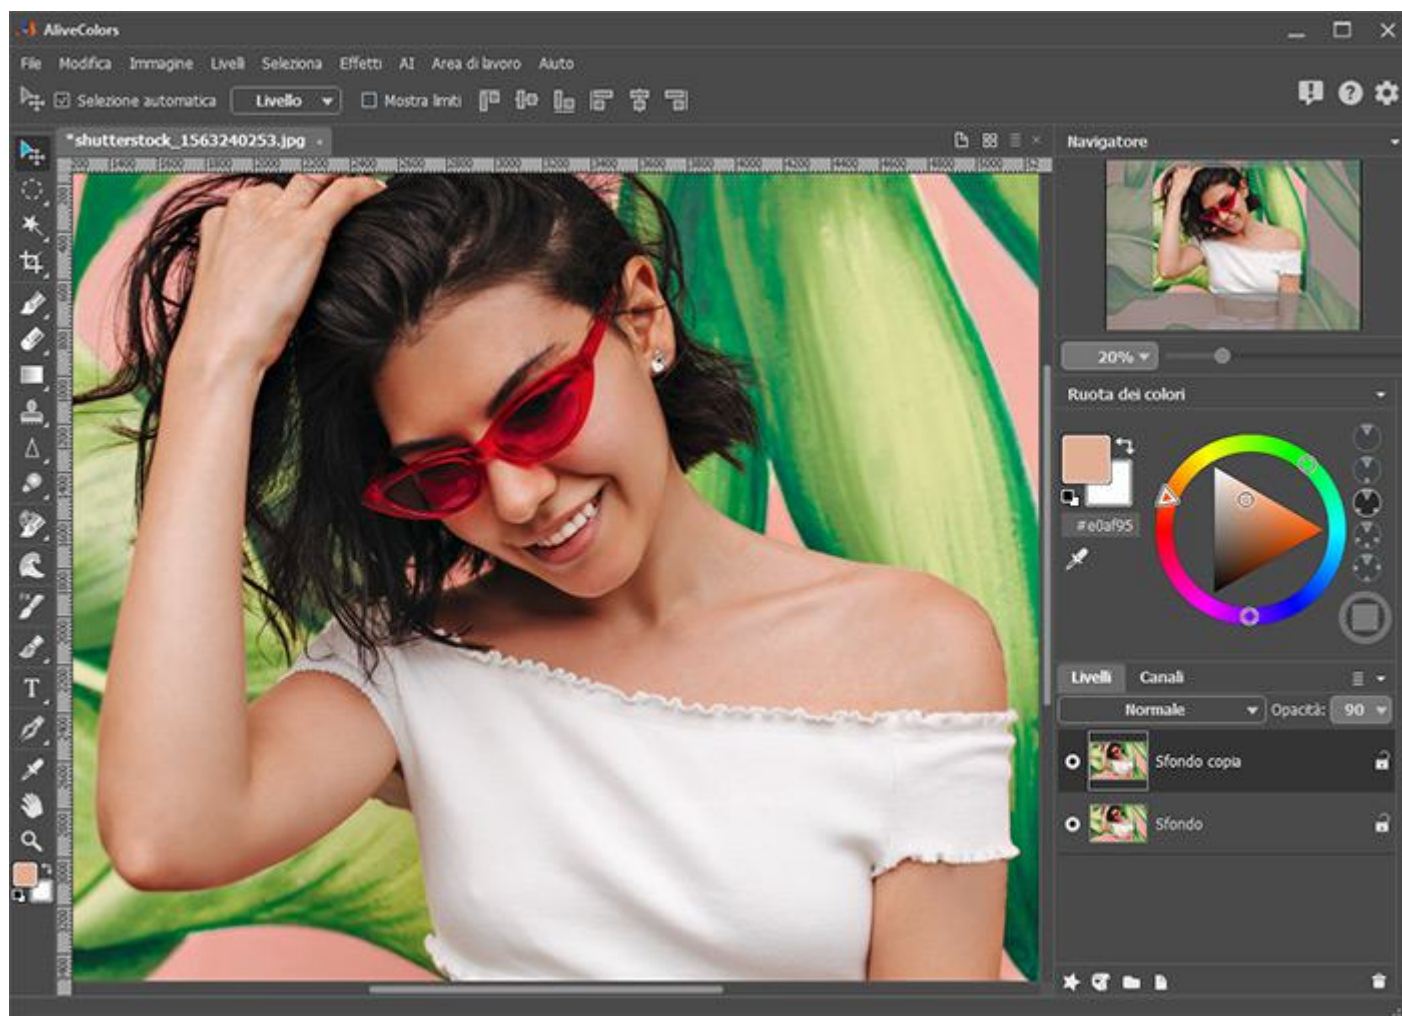 AliveColors
File Modifica Immagine Livelli Seleziona Effetti AI Area di lavoro Aiuto
Selezione automatica Livello Mostra limiti
*shutterstock_1563240253.jpg
Navigatore
20%
Ruota dei colori
#e0af95
Livelli Canali
Normale Opacità: 90
Sfondo copia
Sfondo
T